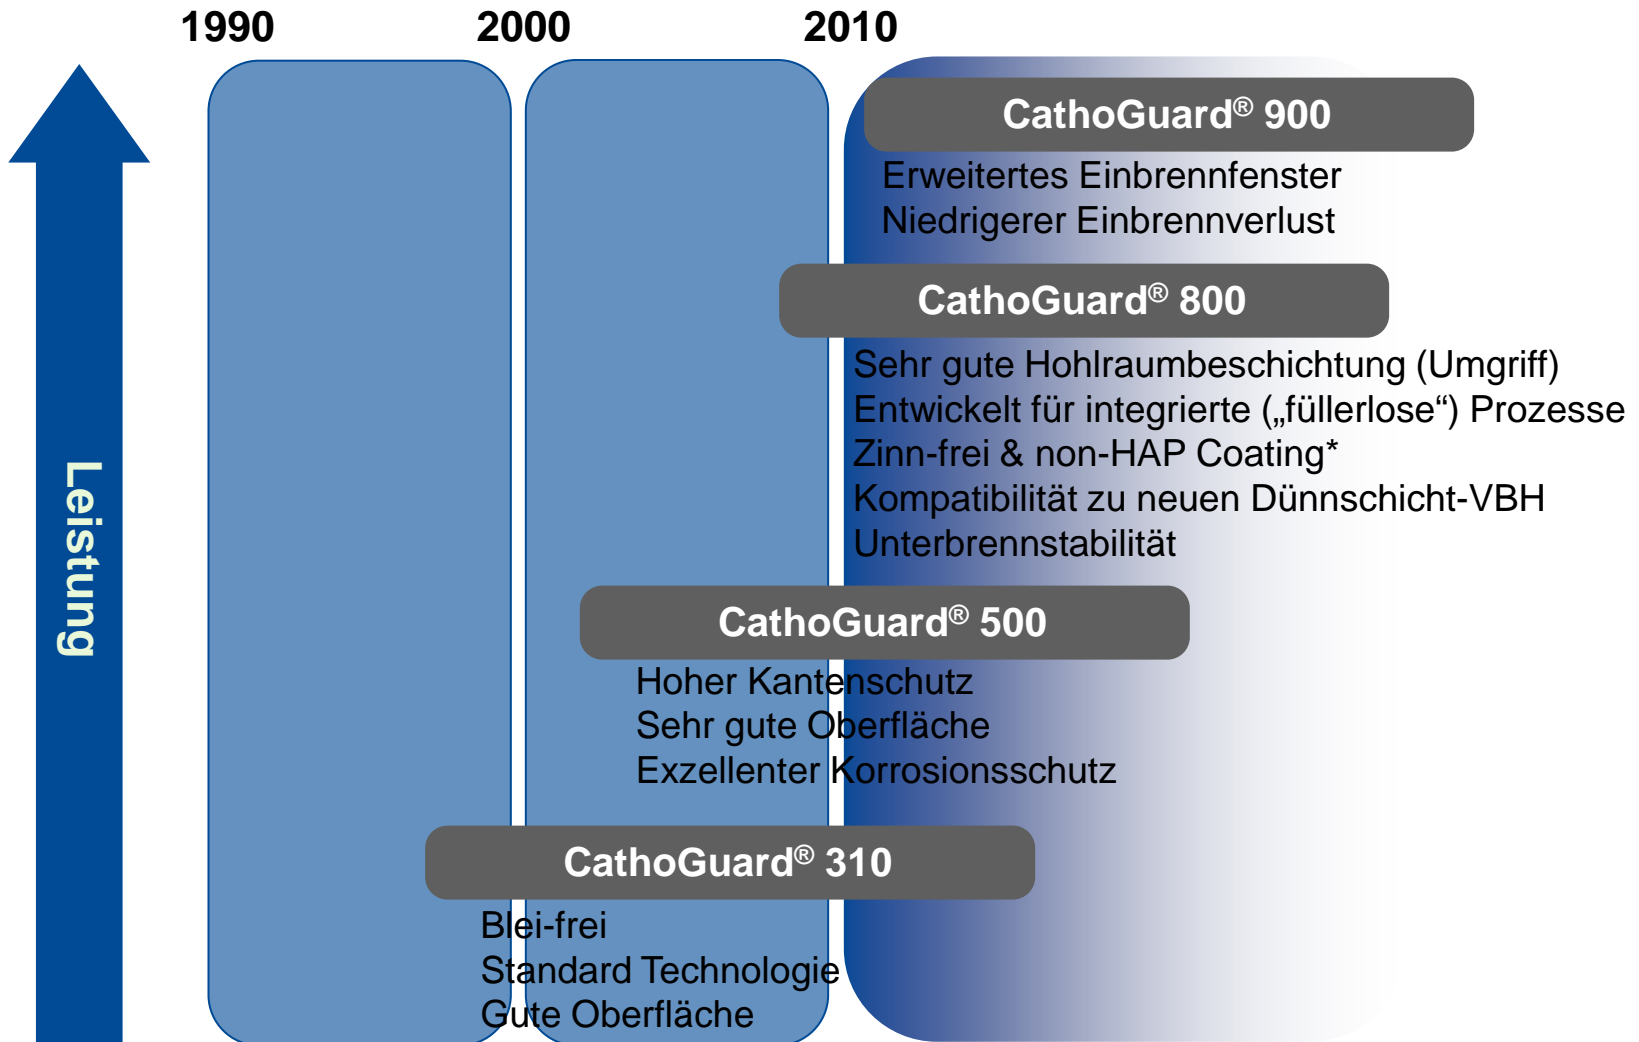 1990 2000 2010
CathoGuard® 900
Erweitertes Einbrennfenster
Niedrigerer Einbrennverlust
CathoGuard® 800
Sehr gute Hohlraumbeschichtung (Umgriff)
Entwickelt für integrierte („füllerlose“) Prozesse
Zinn-frei & non-HAP Coating*
Kompatibilität zu neuen Dünnschicht-VBH
Unterbrennstabilität
Leistung
CathoGuard® 500
Hoher Kantenschutz
Sehr gute Oberfläche
Exzellenter Korrosionsschutz
CathoGuard® 310
Blei-frei
Standard Technologie
Gute Oberfläche